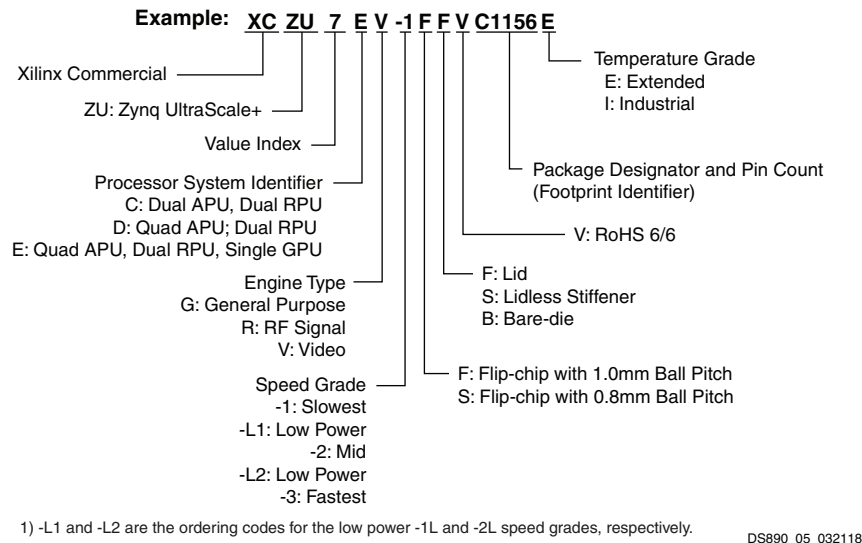 Example: XC ZU 7 E V -1 F F V C1156 E
Xilinx Commercial
ZU: Zynq UltraScale+
Value Index
Processor System Identifier
C: Dual APU, Dual RPU
D: Quad APU; Dual RPU
E: Quad APU, Dual RPU, Single GPU
Engine Type
G: General Purpose
R: RF Signal
V: Video
Speed Grade
-1: Slowest
-L1: Low Power
-2: Mid
-L2: Low Power
-3: Fastest
Temperature Grade
E: Extended
I: Industrial
Package Designator and Pin Count
(Footprint Identifier)
V: RoHS 6/6
F: Lid
S: Lidless Stiffener
B: Bare-die
F: Flip-chip with 1.0mm Ball Pitch
S: Flip-chip with 0.8mm Ball Pitch
1) -L1 and -L2 are the ordering codes for the low power -1L and -2L speed grades, respectively.
DS890_05_032118